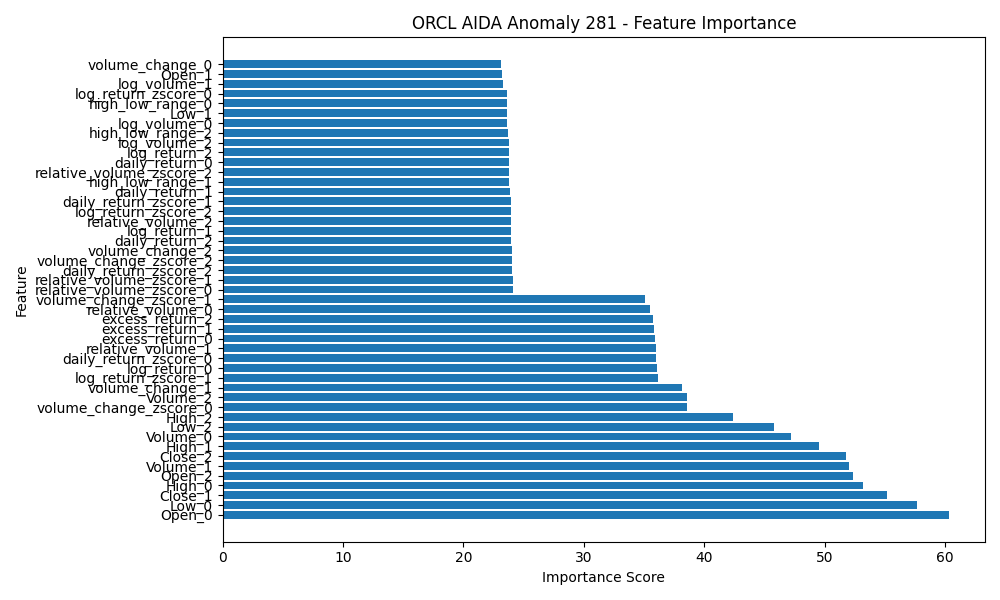 ORCL AIDA Anomaly 281 - Feature Importance
volume_change_0
Open_1
log_volume_1
log_return_zscore_0
high_low_range_0
Low_1
log_volume_0
high_low_range_2
log_volume_2
log_return_2
daily_return_0
relative_volume_zscore_2
high_low_range_1
daily_return_1
daily_return_zscore_1
log_return_zscore_2
relative_volume_2
log_return_1
daily_return_2
volume_change_2
volume_change_zscore_2
daily_return_zscore_2
relative_volume_zscore_1
relative_volume_zscore_0
volume_change_zscore_1
relative_volume_0
excess_return_2
excess_return_1
excess_return_0
relative_volume_1
daily_return_zscore_0
log_return_0
log_return_zscore_1
volume_change_1
Volume_2
volume_change_zscore_0
High_2
Low_2
Volume_0
High_1
Close_2
Volume_1
Open_2
High_0
Close_1
Low_0
Open_0
Feature
0 10 20 30 40 50 60
Importance Score